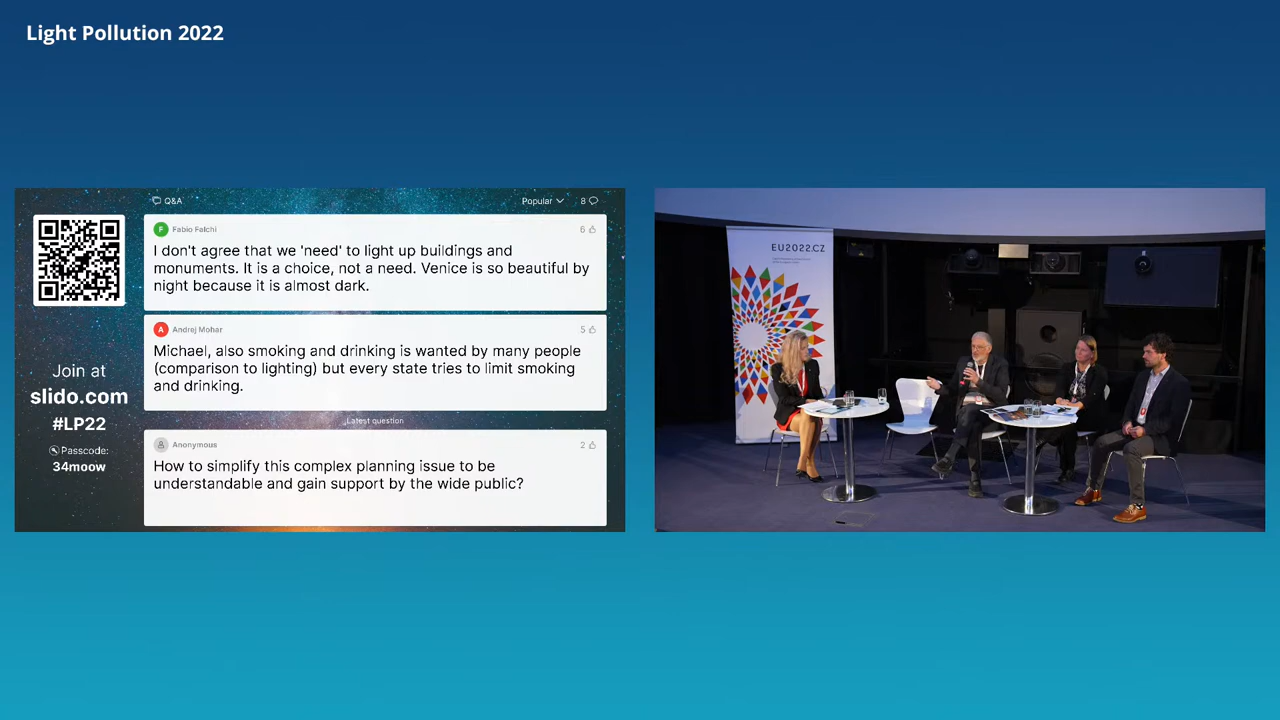 Light Pollution 2022
Q&A
Popular
8
F
Fabio Falchi
6
I don't agree that we 'need' to light up buildings and
monuments. It is a choice, not a need. Venice is so beautiful by
night because it is almost dark.
A
Andrej Mohar
5
Michael, also smoking and drinking is wanted by many people
(comparison to lighting) but every state tries to limit smoking
and drinking.
Latest question
Anonymous
2
How to simplify this complex planning issue to be
understandable and gain support by the wide public?
Join at
slido.com
#LP22
Passcode:
34moow
EU2022.CZ